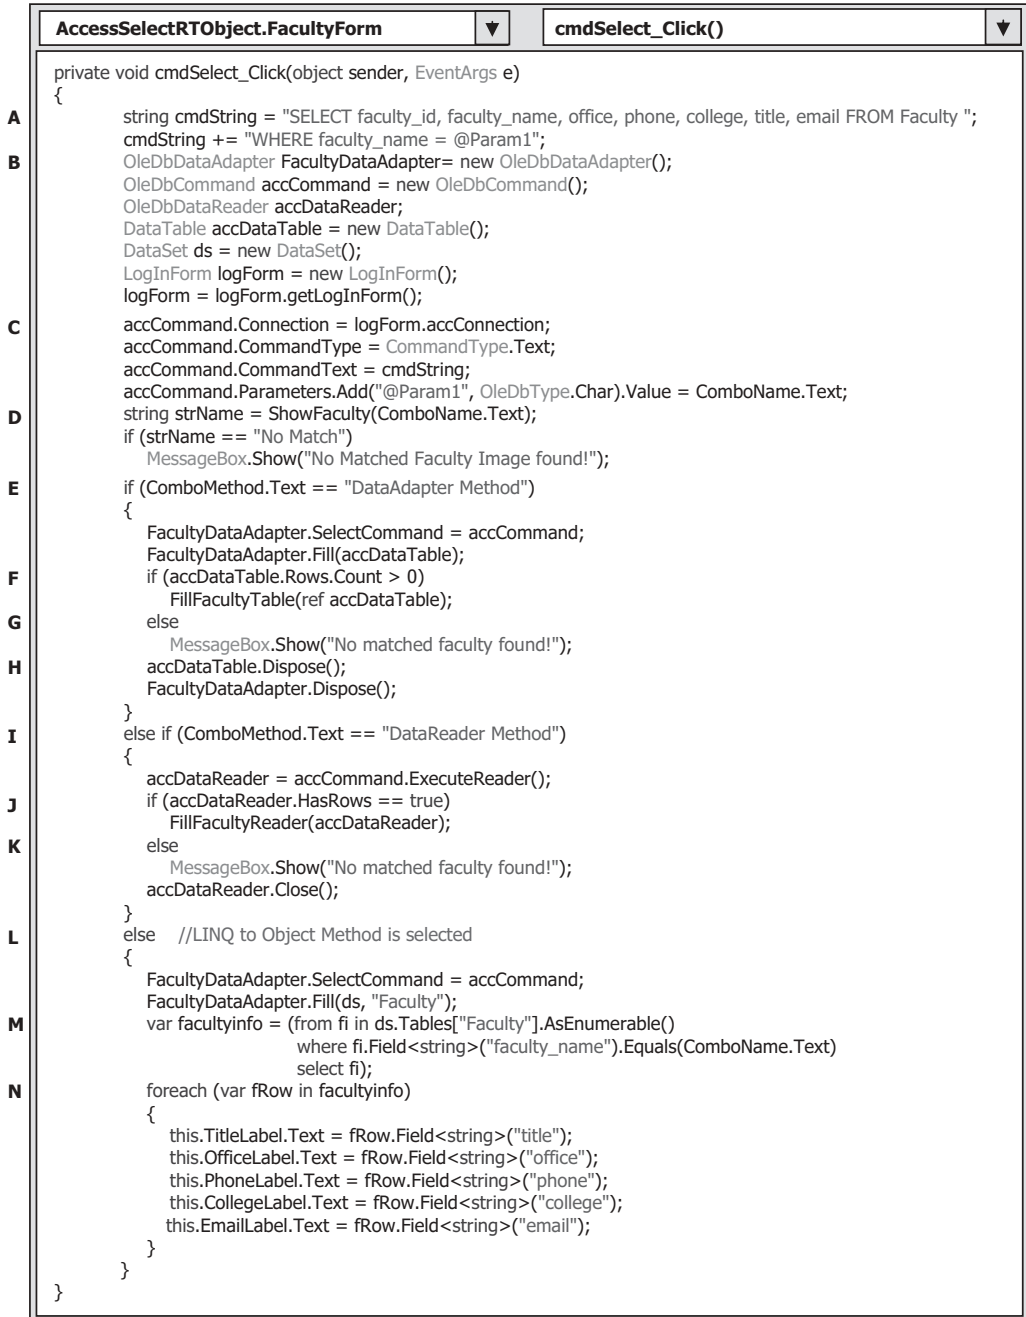 AccessSelectRTObject.FacultyForm ▼ cmdSelect_Click() ▼
private void cmdSelect_Click(object sender, EventArgs e)
{
A string cmdString = "SELECT faculty_id, faculty_name, office, phone, college, title, email FROM Faculty ";
cmdString += "WHERE faculty_name = @Param1";
B OleDbDataAdapter FacultyDataAdapter= new OleDbDataAdapter();
OleDbCommand accCommand = new OleDbCommand();
OleDbDataReader accDataReader;
DataTable accDataTable = new DataTable();
DataSet ds = new DataSet();
LogInForm logForm = new LogInForm();
logForm = logForm.getLogInForm();
C accCommand.Connection = logForm.accConnection;
accCommand.CommandType = CommandType.Text;
accCommand.CommandText = cmdString;
accCommand.Parameters.Add("@Param1", OleDbType.Char).Value = ComboName.Text;
D string strName = ShowFaculty(ComboName.Text);
if (strName == "No Match")
MessageBox.Show("No Matched Faculty Image found!");
E if (ComboMethod.Text == "DataAdapter Method")
{
FacultyDataAdapter.SelectCommand = accCommand;
FacultyDataAdapter.Fill(accDataTable);
F if (accDataTable.Rows.Count > 0)
FillFacultyTable(ref accDataTable);
G else
MessageBox.Show("No matched faculty found!");
H accDataTable.Dispose();
FacultyDataAdapter.Dispose();
}
I else if (ComboMethod.Text == "DataReader Method")
{
accDataReader = accCommand.ExecuteReader();
J if (accDataReader.HasRows == true)
FillFacultyReader(accDataReader);
K else
MessageBox.Show("No matched faculty found!");
accDataReader.Close();
}
L else //LINQ to Object Method is selected
{
FacultyDataAdapter.SelectCommand = accCommand;
FacultyDataAdapter.Fill(ds, "Faculty");
M var facultyinfo = (from fi in ds.Tables["Faculty"].AsEnumerable()
where fi.Field<string>("faculty_name").Equals(ComboName.Text)
select fi);
N foreach (var fRow in facultyinfo)
{
this.TitleLabel.Text = fRow.Field<string>("title");
this.OfficeLabel.Text = fRow.Field<string>("office");
this.PhoneLabel.Text = fRow.Field<string>("phone");
this.CollegeLabel.Text = fRow.Field<string>("college");
this.EmailLabel.Text = fRow.Field<string>("email");
}
}
}